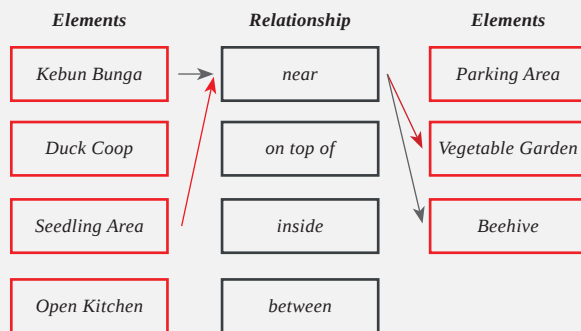 Elements Relationship Elements
Kebun Bunga near Parking Area
Duck Coop on top of Vegetable Garden
Seedling Area inside Beehive
Open Kitchen between